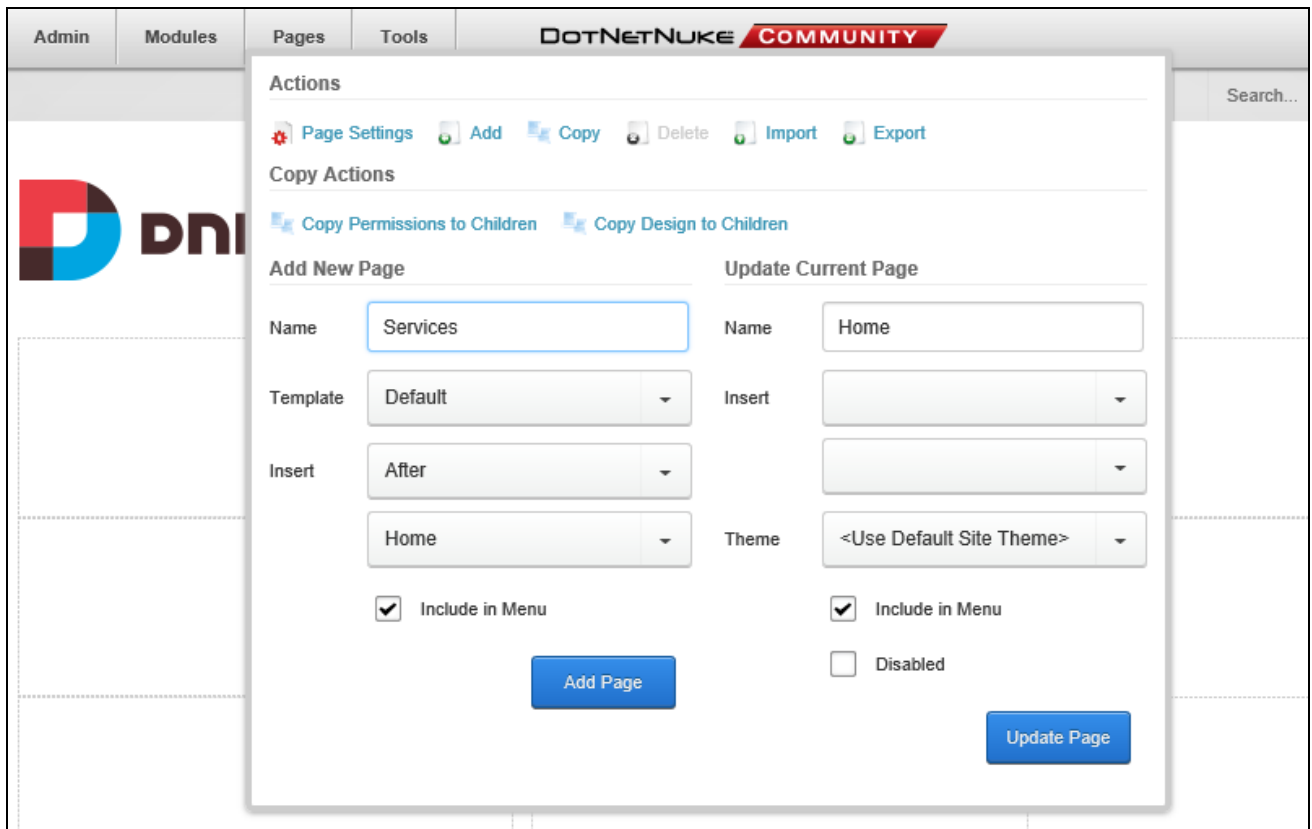 Admin Modules Pages Tools DOTNETNUKE COMMUNITY
Search...
Actions
Page Settings Add Copy Delete Import Export
Copy Actions
Copy Permissions to Children Copy Design to Children
Add New Page
Name Services
Template Default
Insert After
Home
Include in Menu
Add Page
Update Current Page
Name Home
Insert
Theme <Use Default Site Theme>
Include in Menu
Disabled
Update Page